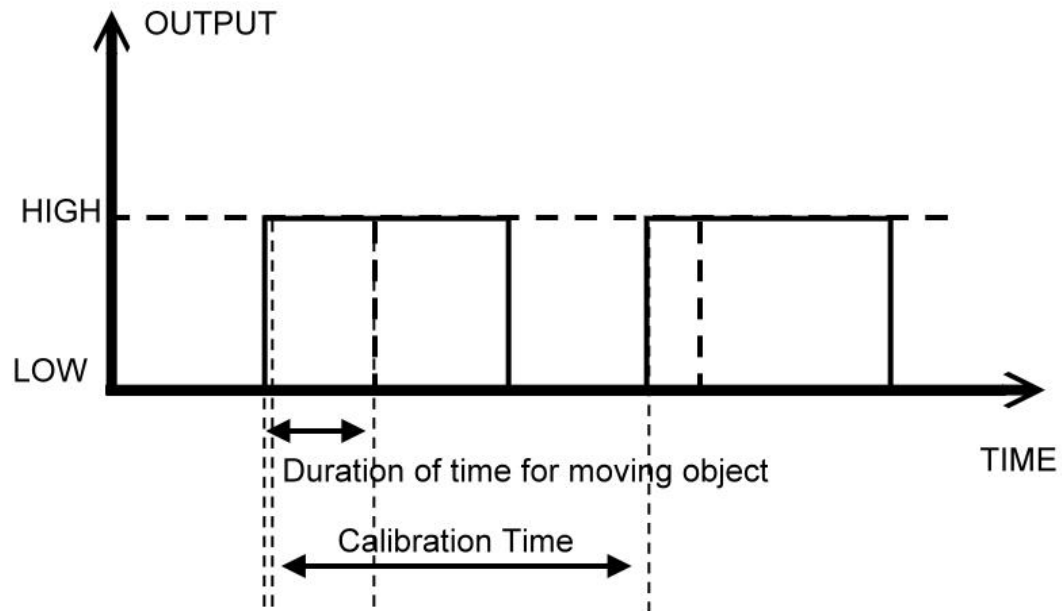 OUTPUT
HIGH
LOW
TIME
Duration of time for moving object
Calibration Time